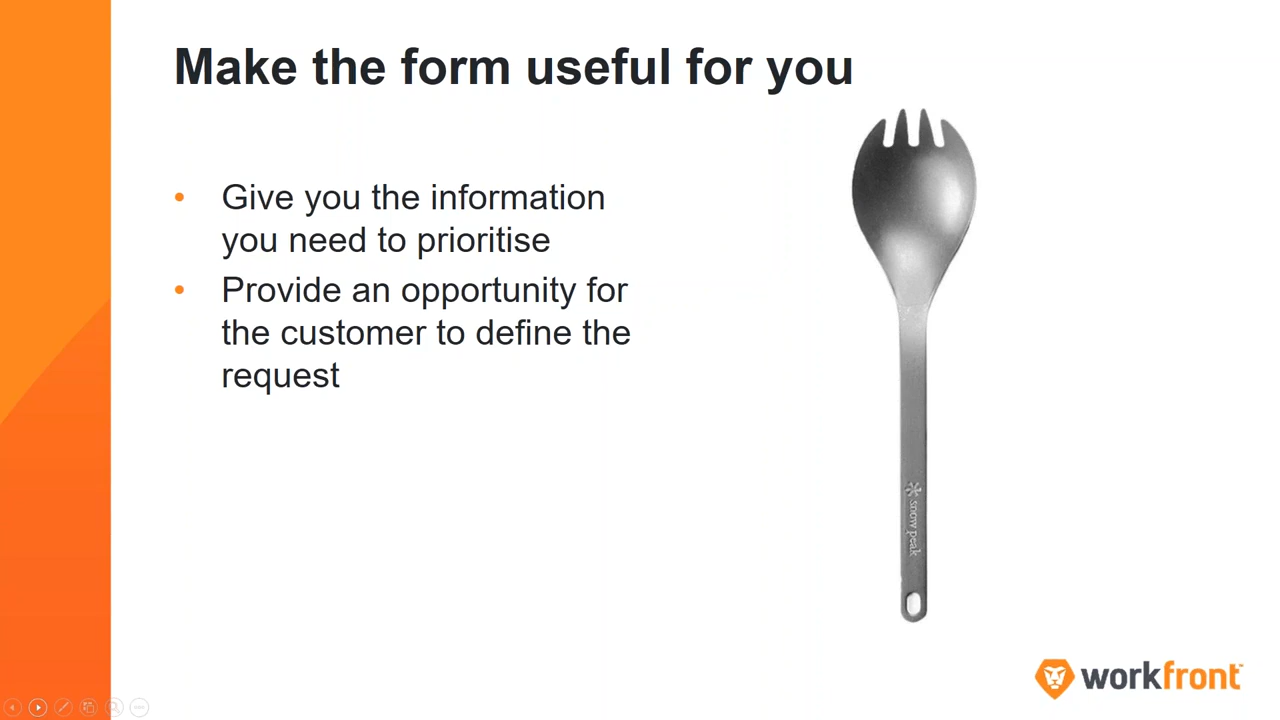 Make the form useful for you
• Give you the information
you need to prioritise
• Provide an opportunity for
the customer to define the
request
snow peak
workfront